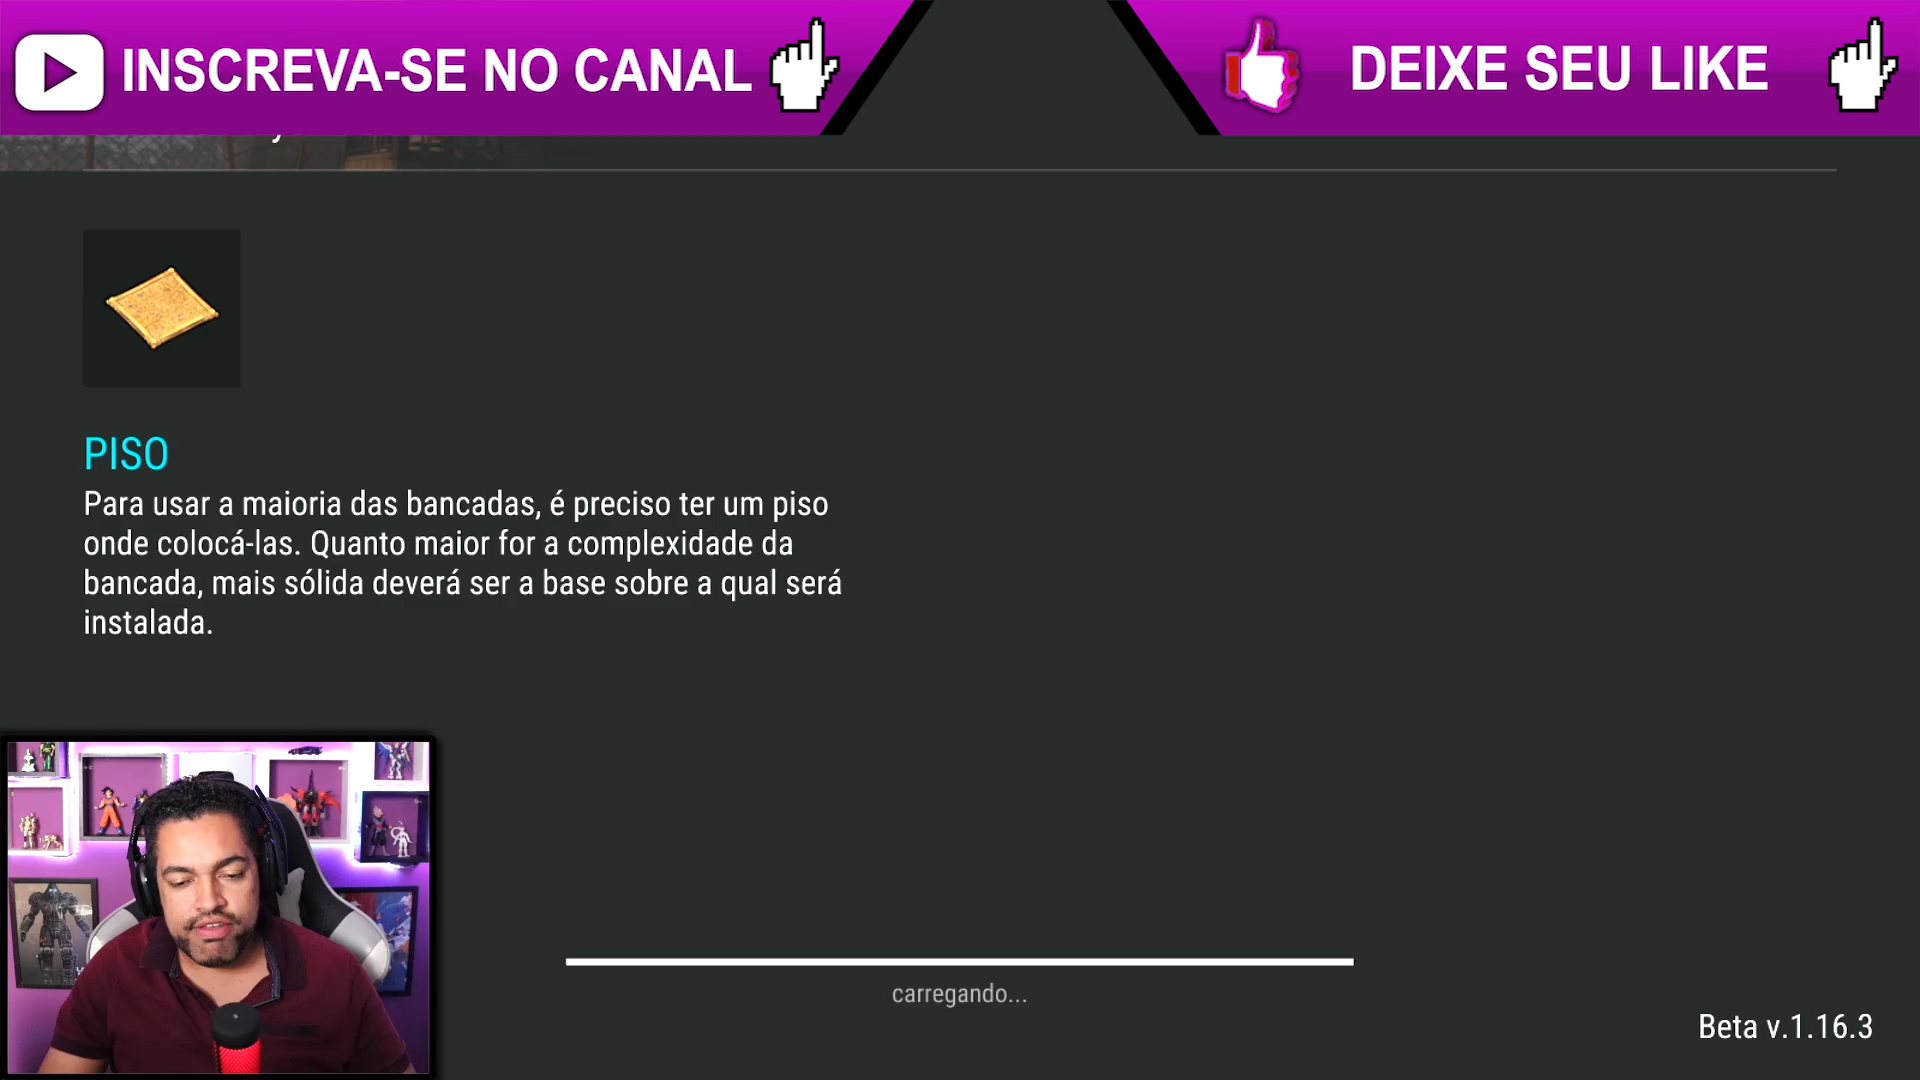 INSCREVA-SE NO CANAL
DEIXE SEU LIKE
PISO
Para usar a maioria das bancadas, é preciso ter um piso
onde colocá-las. Quanto maior for a complexidade da
bancada, mais sólida deverá ser a base sobre a qual será
instalada.
carregando...
Beta v.1.16.3